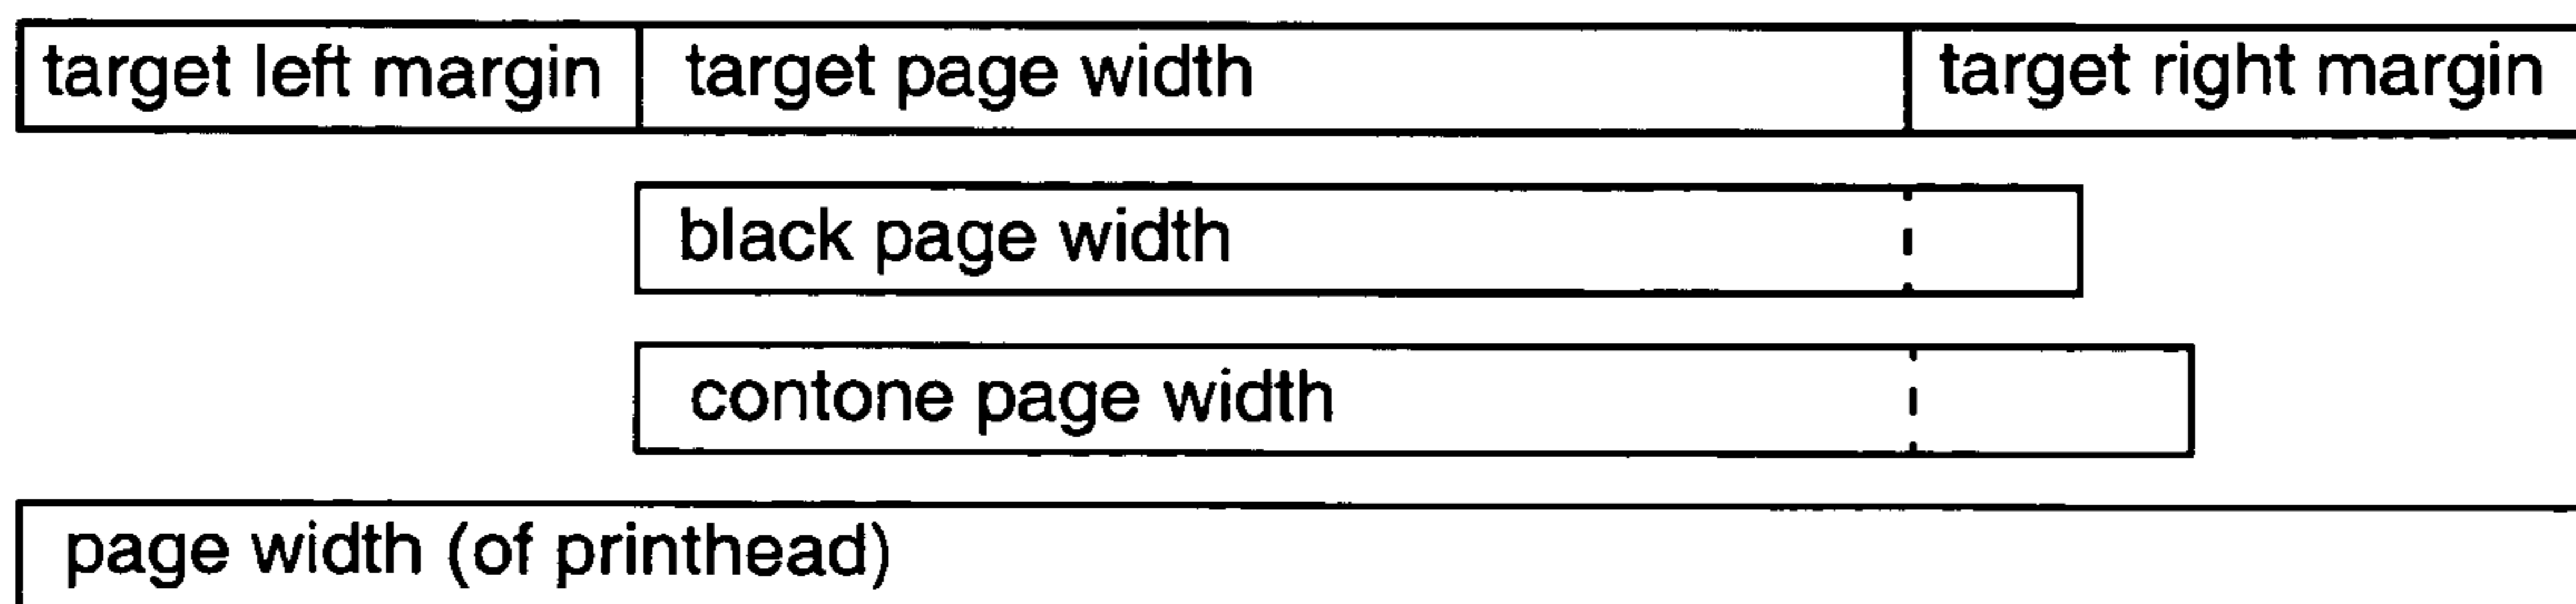 target left margin
target page width
target right margin
black page width
contone page width
page width (of printhead)